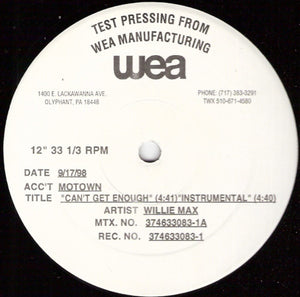 TEST PRESSING FROM
WEA MANUFACTURING
wea
1400 E. LACKAWANNA AVE. PHONE: (717) 383-3291
OLYPHANT, PA 18448 TWX 510-671-4580
12" 33 1/3 RPM
DATE 9/17/98
ACC'T MOTOWN
TITLE "CAN'T GET ENOUGH" (4:41)"INSTRUMENTAL" (4:40)
ARTIST WILLIE MAX
MTX. NO. 374633083-1A
REC. NO. 374633083-1